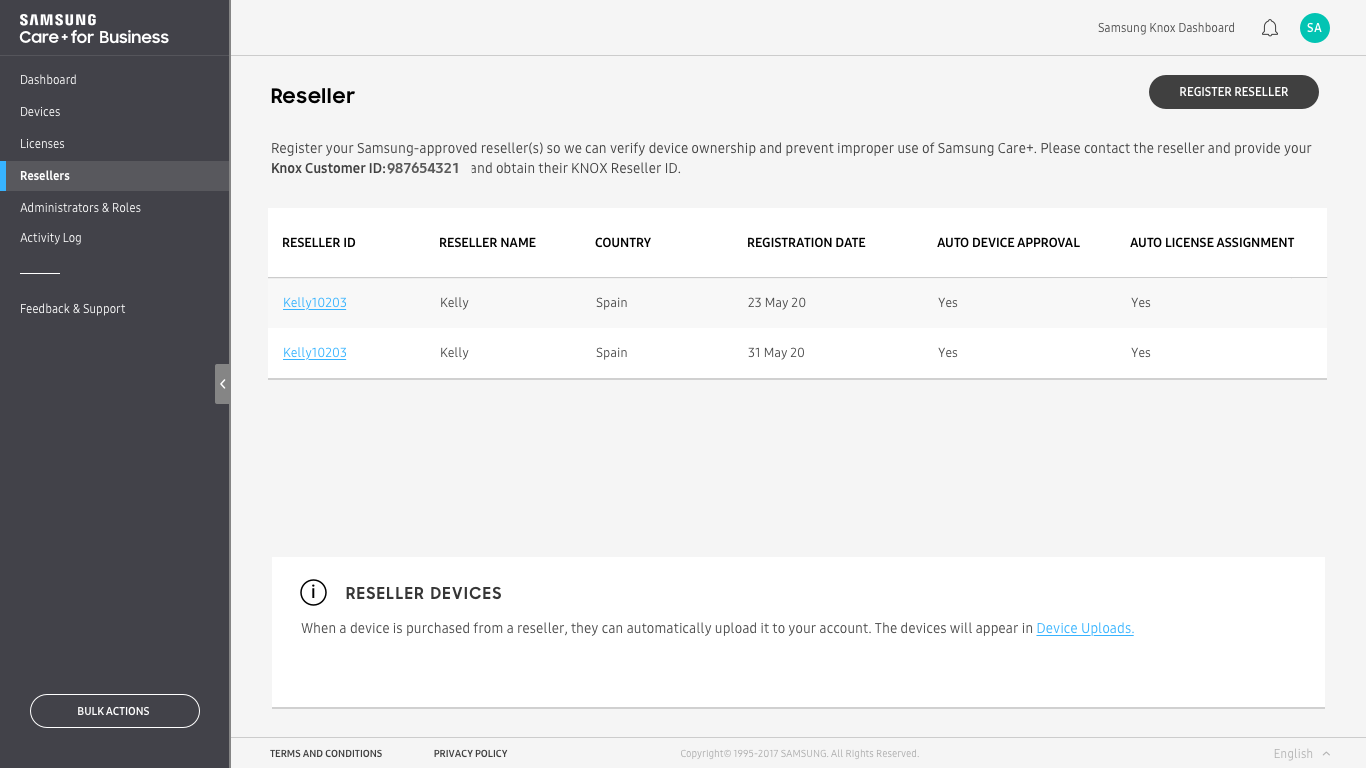 SAMSUNG
Care+ for Business
Samsung Knox Dashboard
SA
Dashboard
Devices
Licenses
Resellers
Administrators & Roles
Activity Log
Feedback & Support
BULK ACTIONS
Reseller
REGISTER RESELLER
Register your Samsung-approved reseller(s) so we can verify device ownership and prevent improper use of Samsung Care+. Please contact the reseller and provide your
Knox Customer ID:987654321 and obtain their KNOX Reseller ID.
RESELLER ID RESELLER NAME COUNTRY REGISTRATION DATE AUTO DEVICE APPROVAL AUTO LICENSE ASSIGNMENT
Kelly10203 Kelly Spain 23 May 20 Yes Yes
Kelly10203 Kelly Spain 31 May 20 Yes Yes
RESELLER DEVICES
When a device is purchased from a reseller, they can automatically upload it to your account. The devices will appear in Device Uploads.
TERMS AND CONDITIONS PRIVACY POLICY Copyright© 1995-2017 SAMSUNG. All Rights Reserved. English